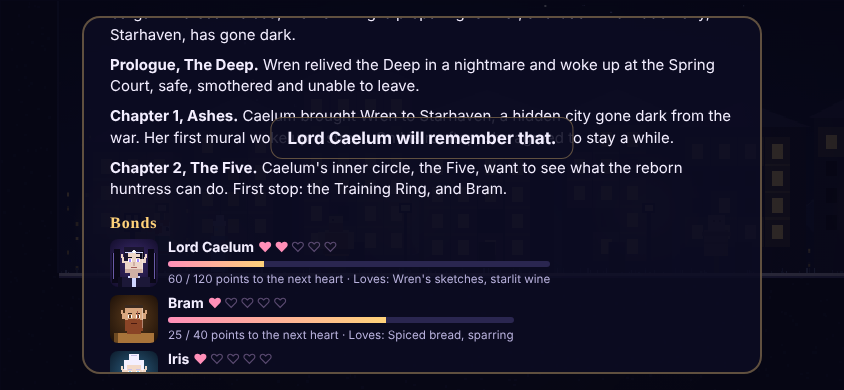 Starhaven, has gone dark.
Prologue, The Deep. Wren relived the Deep in a nightmare and woke up at the Spring
Court, safe, smothered and unable to leave.
Chapter 1, Ashes. Caelum brought Wren to Starhaven, a hidden city gone dark from the
war. Her first mural woke to stay a while.
Lord Caelum will remember that.
Chapter 2, The Five. Caelum's inner circle, the Five, want to see what the reborn
huntress can do. First stop: the Training Ring, and Bram.
Bonds
Lord Caelum ♥♥♡♡♡
60 / 120 points to the next heart · Loves: Wren's sketches, starlit wine
Bram ♥♡♡♡♡
25 / 40 points to the next heart · Loves: Spiced bread, sparring
Iris ♥♡♡♡♡